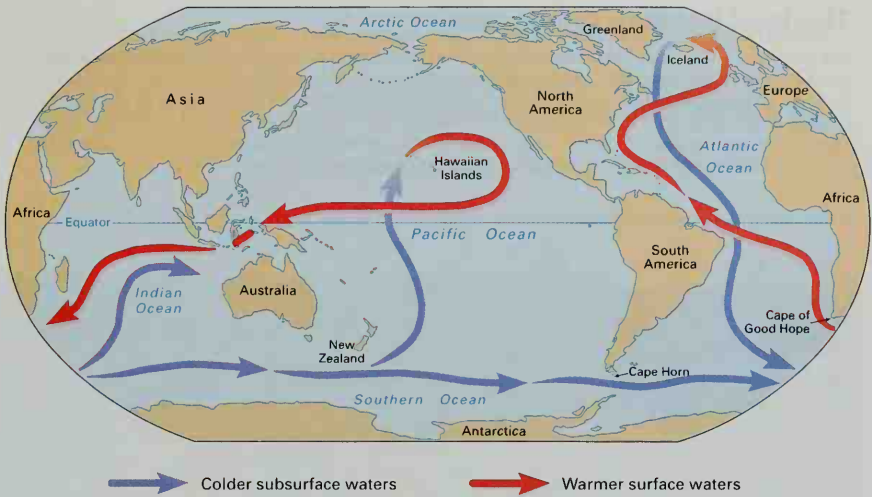 Arctic Ocean
Greenland
Iceland
Asia
North
America
Europe
Atlantic
Ocean
Hawaiian
Islands
Africa
Africa
Equator
Pacific Ocean
South
America
Indian
Ocean
Australia
Cape of
Good Hope
New
Zealand
Cape Horn
Southern Ocean
Antarctica
Colder subsurface waters
Warmer surface waters